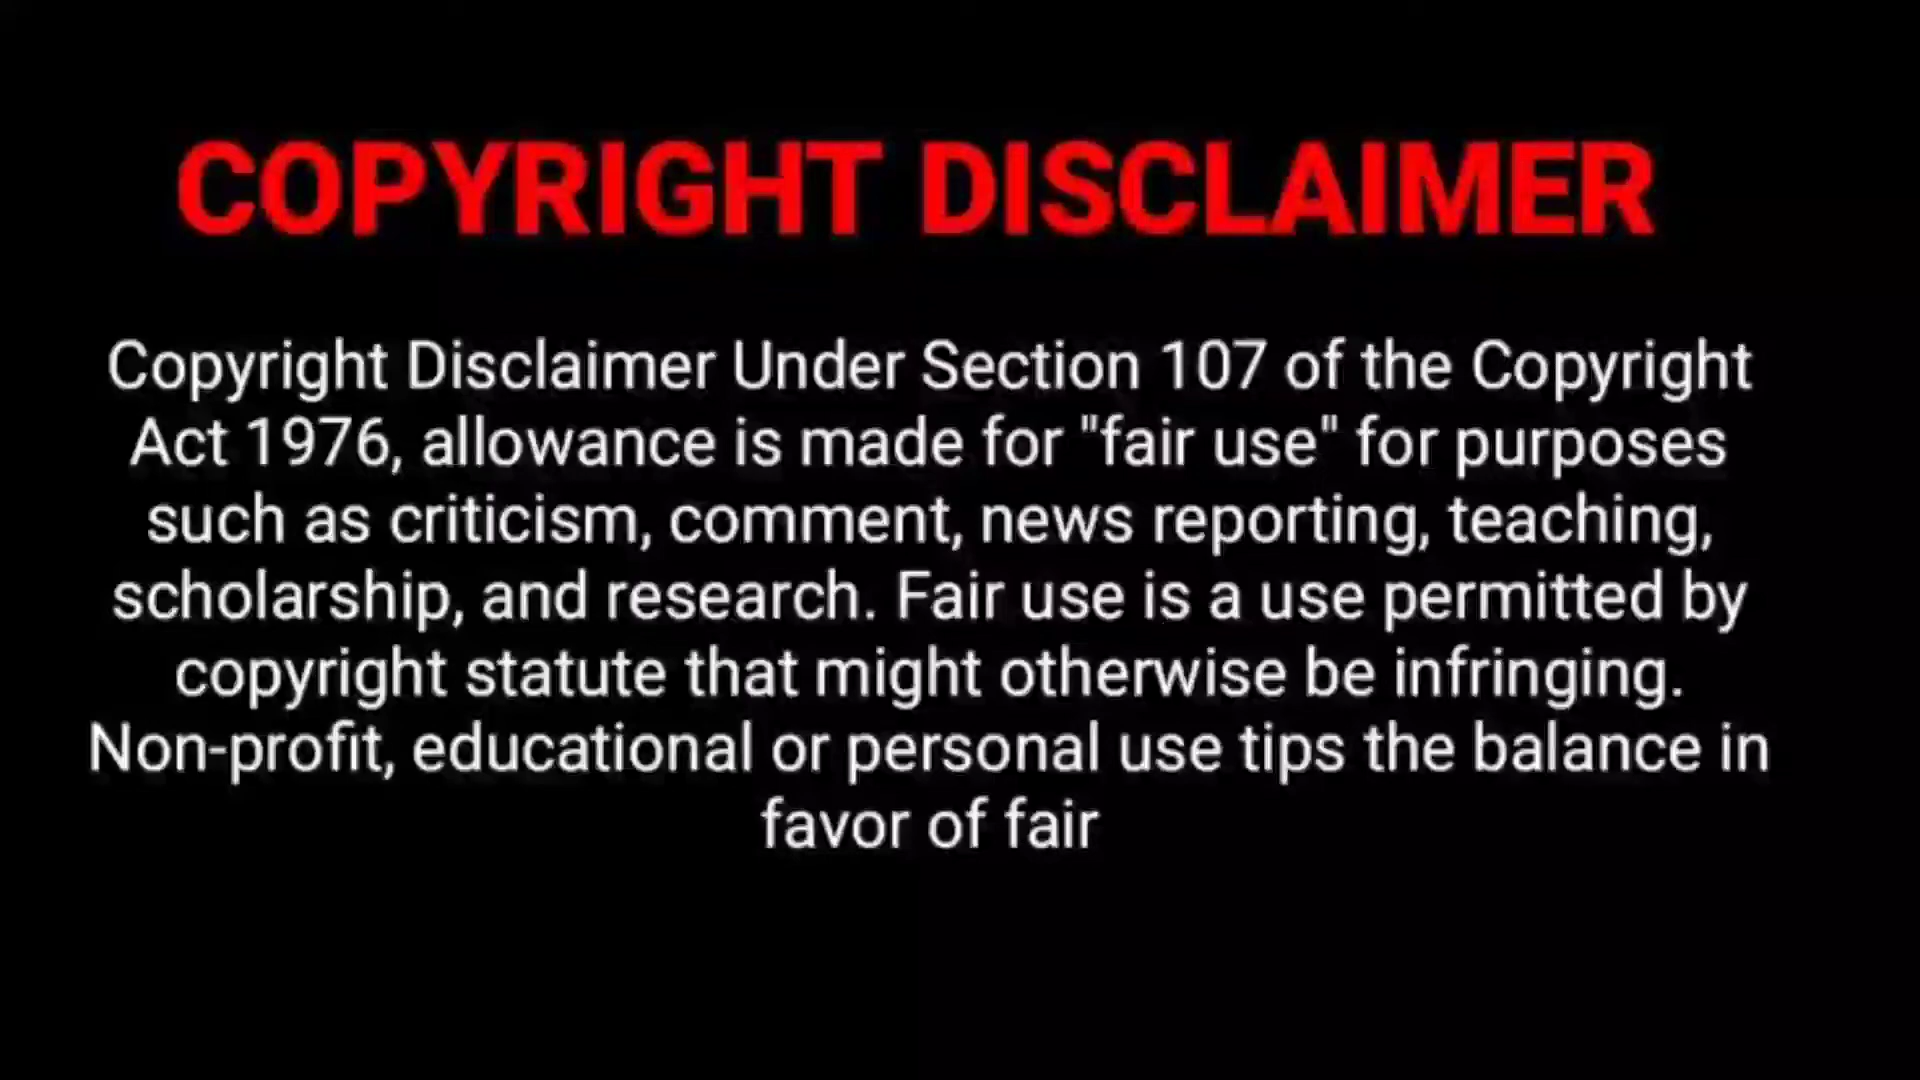 COPYRIGHT DISCLAIMER
Copyright Disclaimer Under Section 107 of the Copyright
Act 1976, allowance is made for "fair use" for purposes
such as criticism, comment, news reporting, teaching,
scholarship, and research. Fair use is a use permitted by
copyright statute that might otherwise be infringing.
Non-profit, educational or personal use tips the balance in
favor of fair